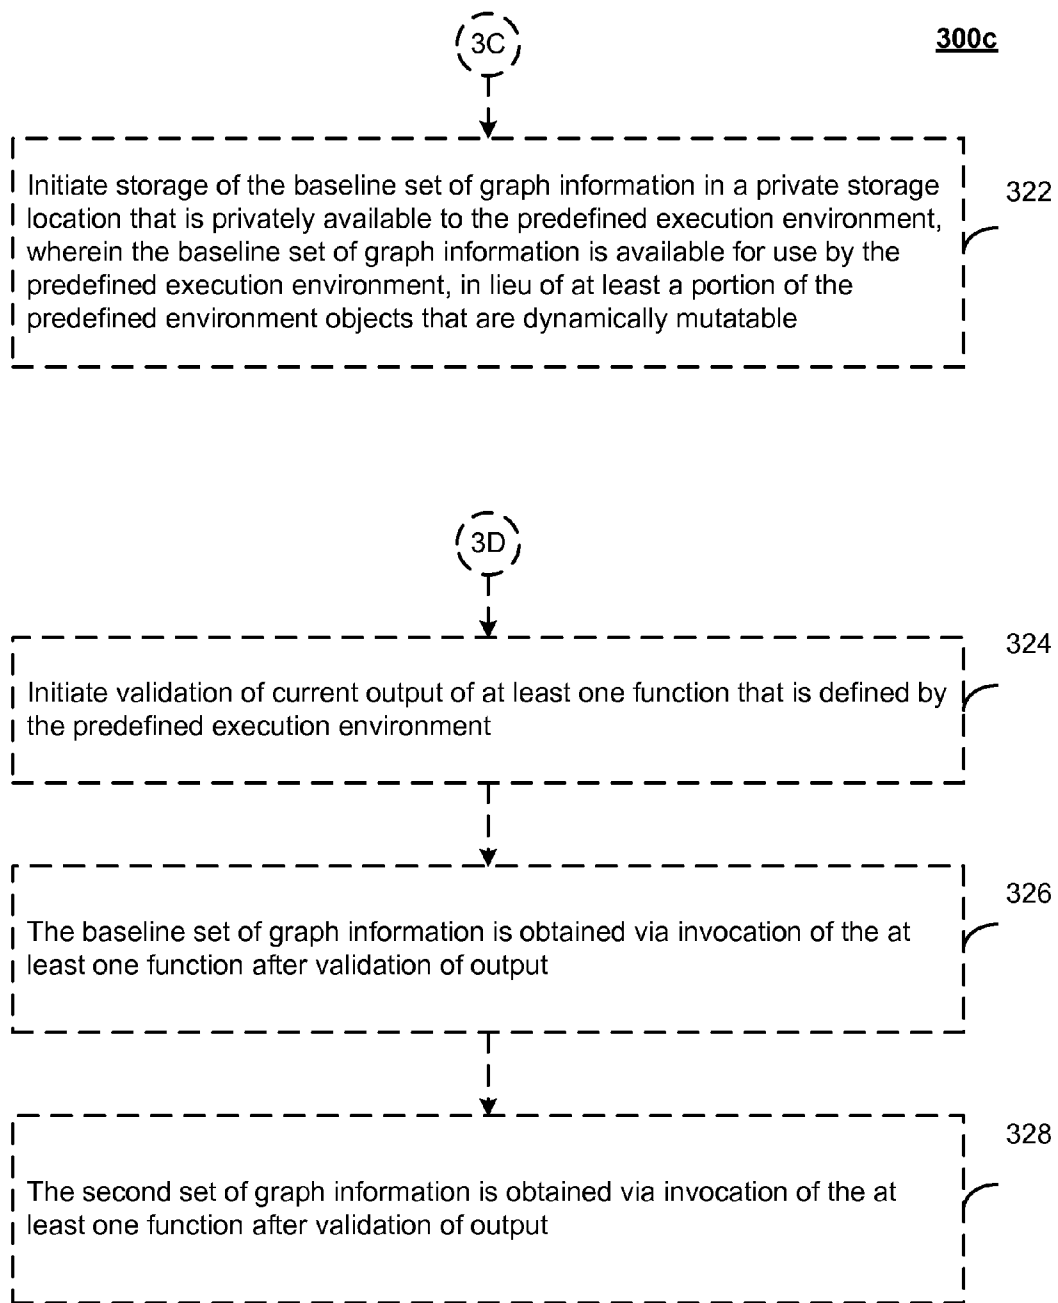 3C
300c
Initiate storage of the baseline set of graph information in a private storage
location that is privately available to the predefined execution environment,
wherein the baseline set of graph information is available for use by the
predefined execution environment, in lieu of at least a portion of the
predefined environment objects that are dynamically mutatable
322
3D
324
Initiate validation of current output of at least one function that is defined by
the predefined execution environment
326
The baseline set of graph information is obtained via invocation of the at
least one function after validation of output
328
The second set of graph information is obtained via invocation of the at
least one function after validation of output